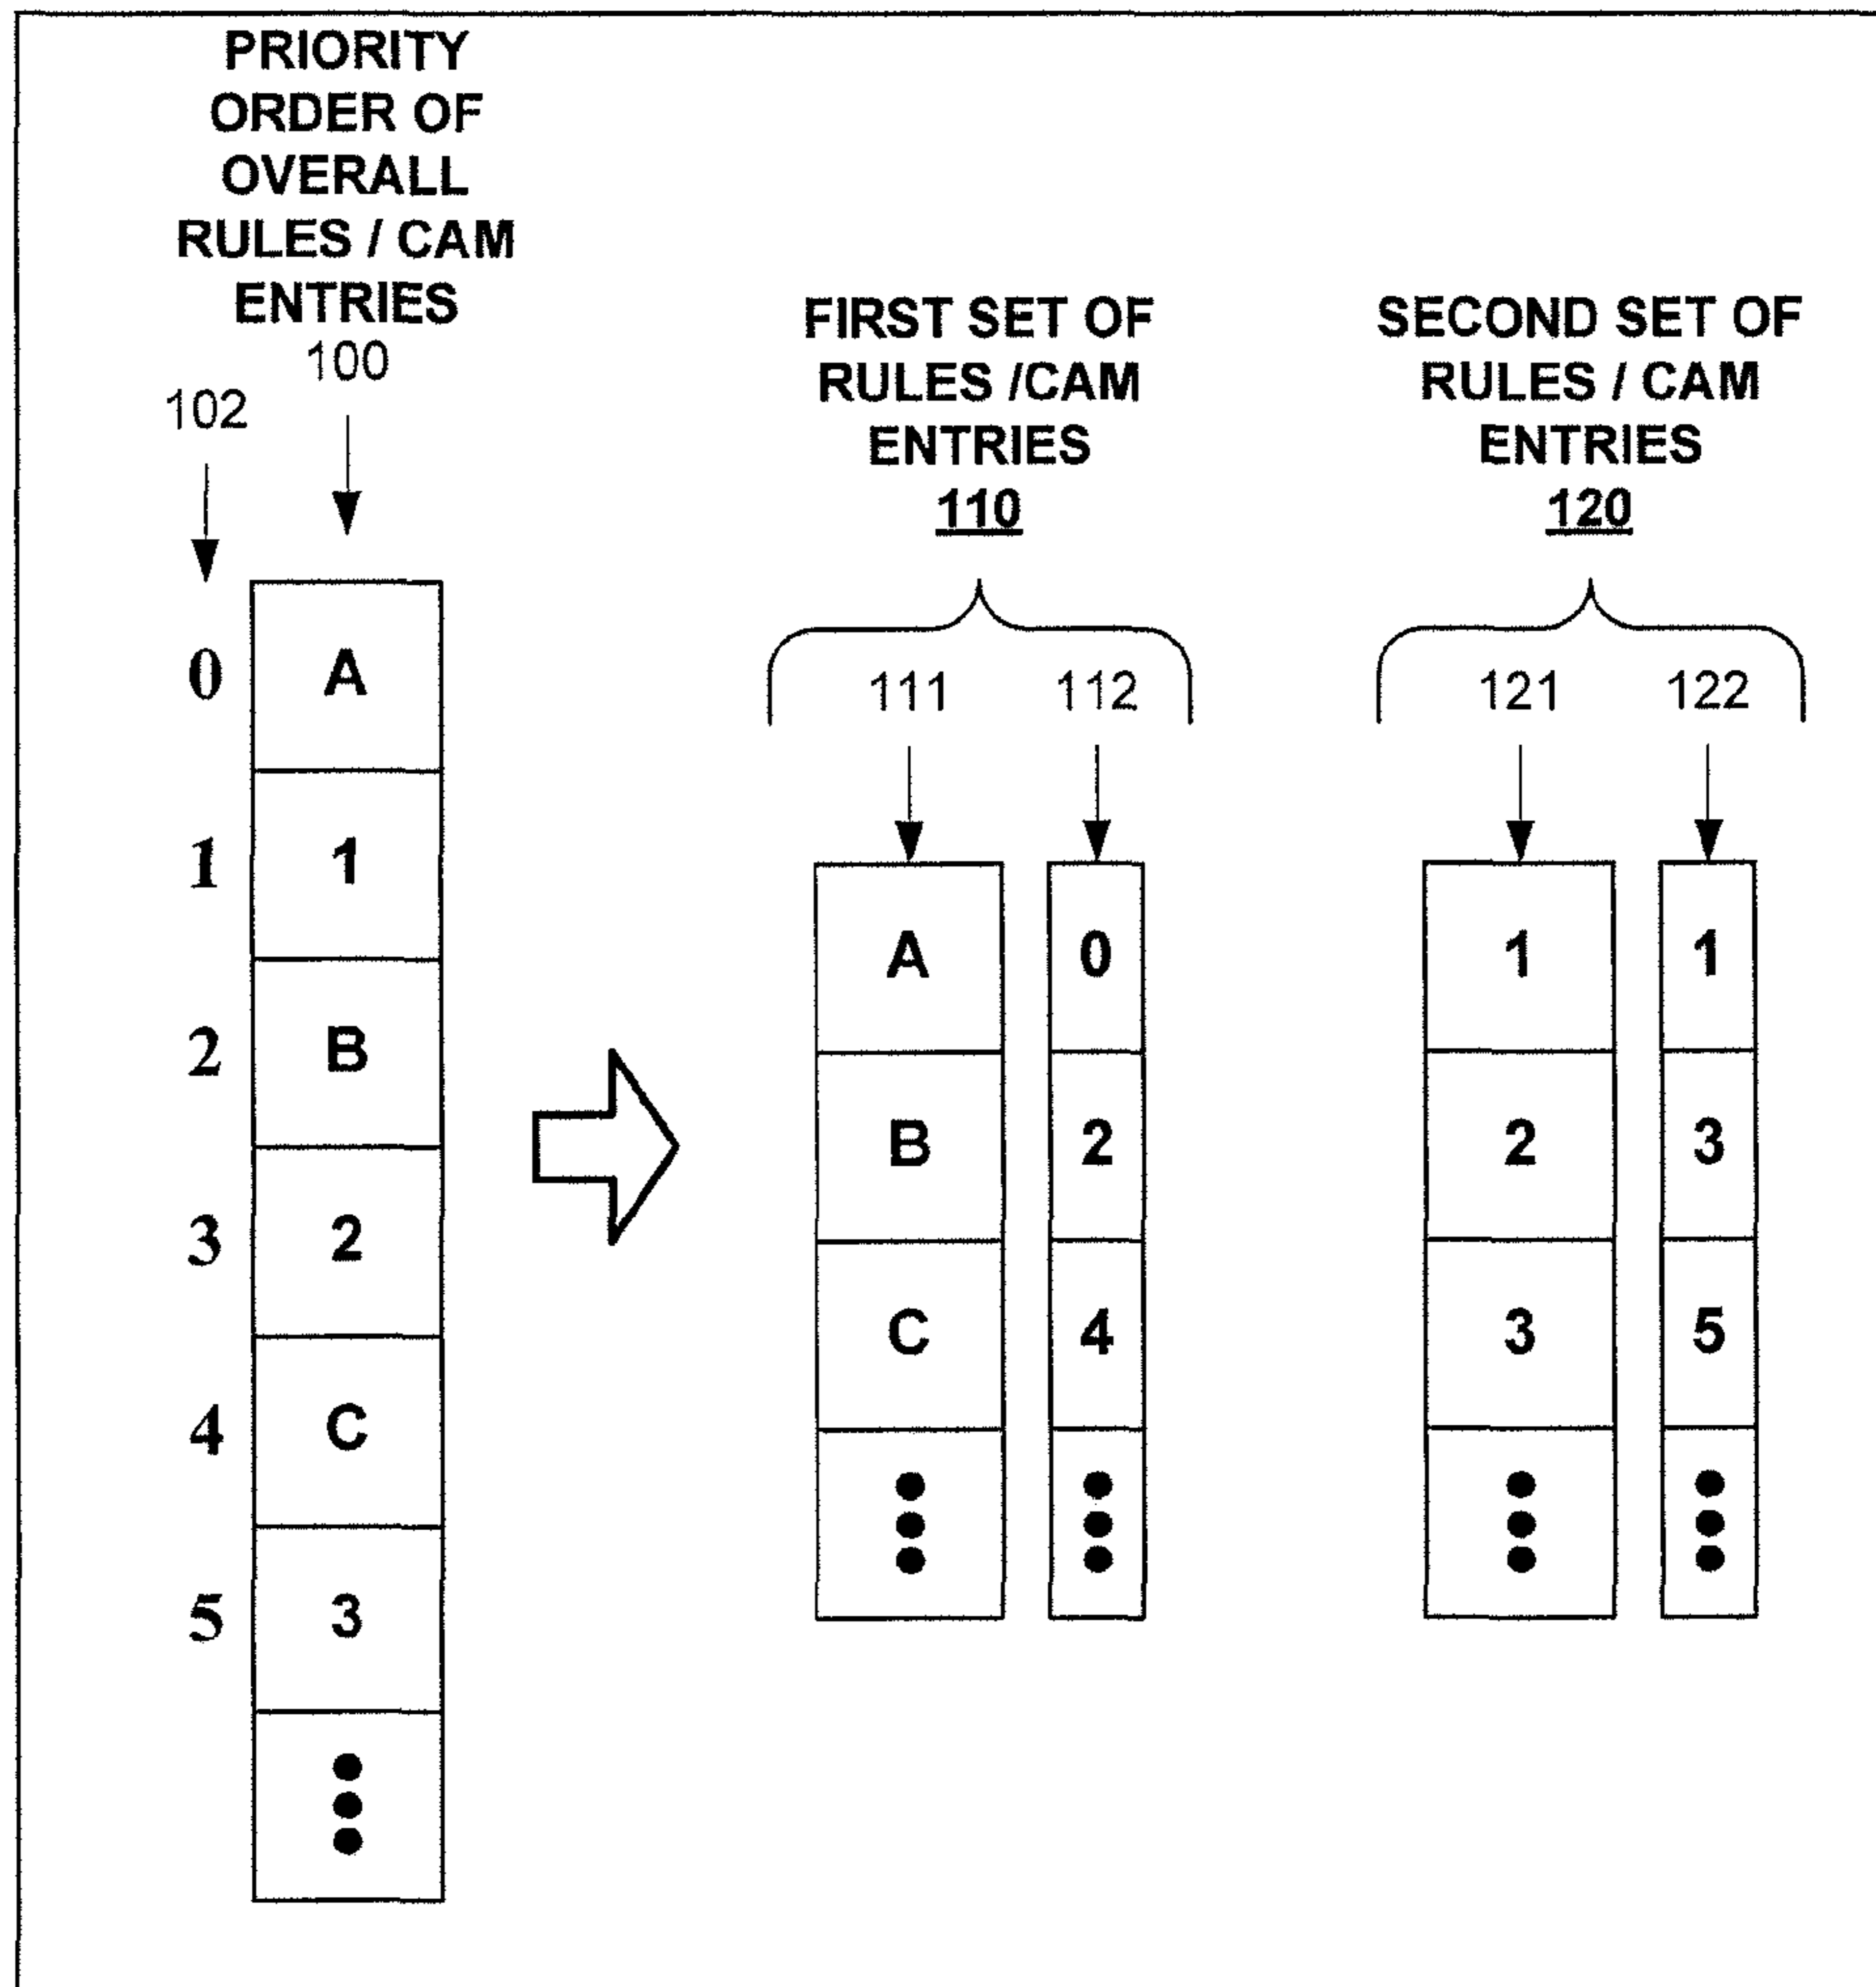 PRIORITY
ORDER OF
OVERALL
RULES / CAM
ENTRIES
100
102
0 A
1 1
2 B
3 2
4 C
5 3
FIRST SET OF
RULES /CAM
ENTRIES
110
111 112
A 0
B 2
C 4
SECOND SET OF
RULES / CAM
ENTRIES
120
121 122
1 1
2 3
3 5